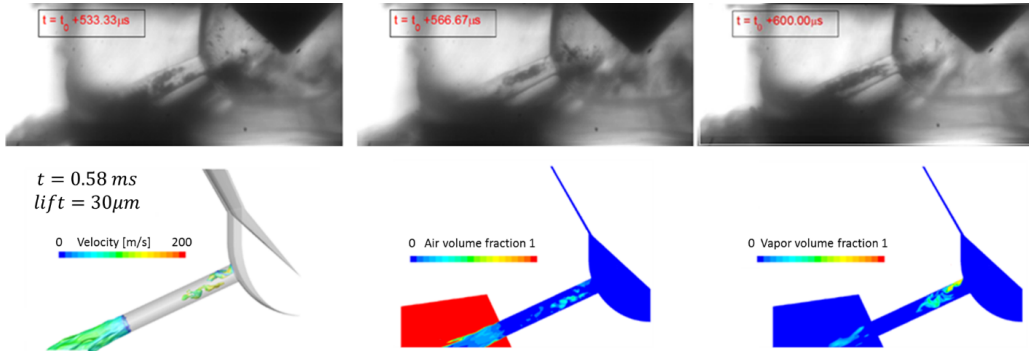 t = t₀ +533.33µs
t = t₀ +566.67µs
t = t₀ +600.00µs
t = 0.58 ms
lift = 30μm
0 Velocity [m/s] 200
0 Air volume fraction 1
0 Vapor volume fraction 1